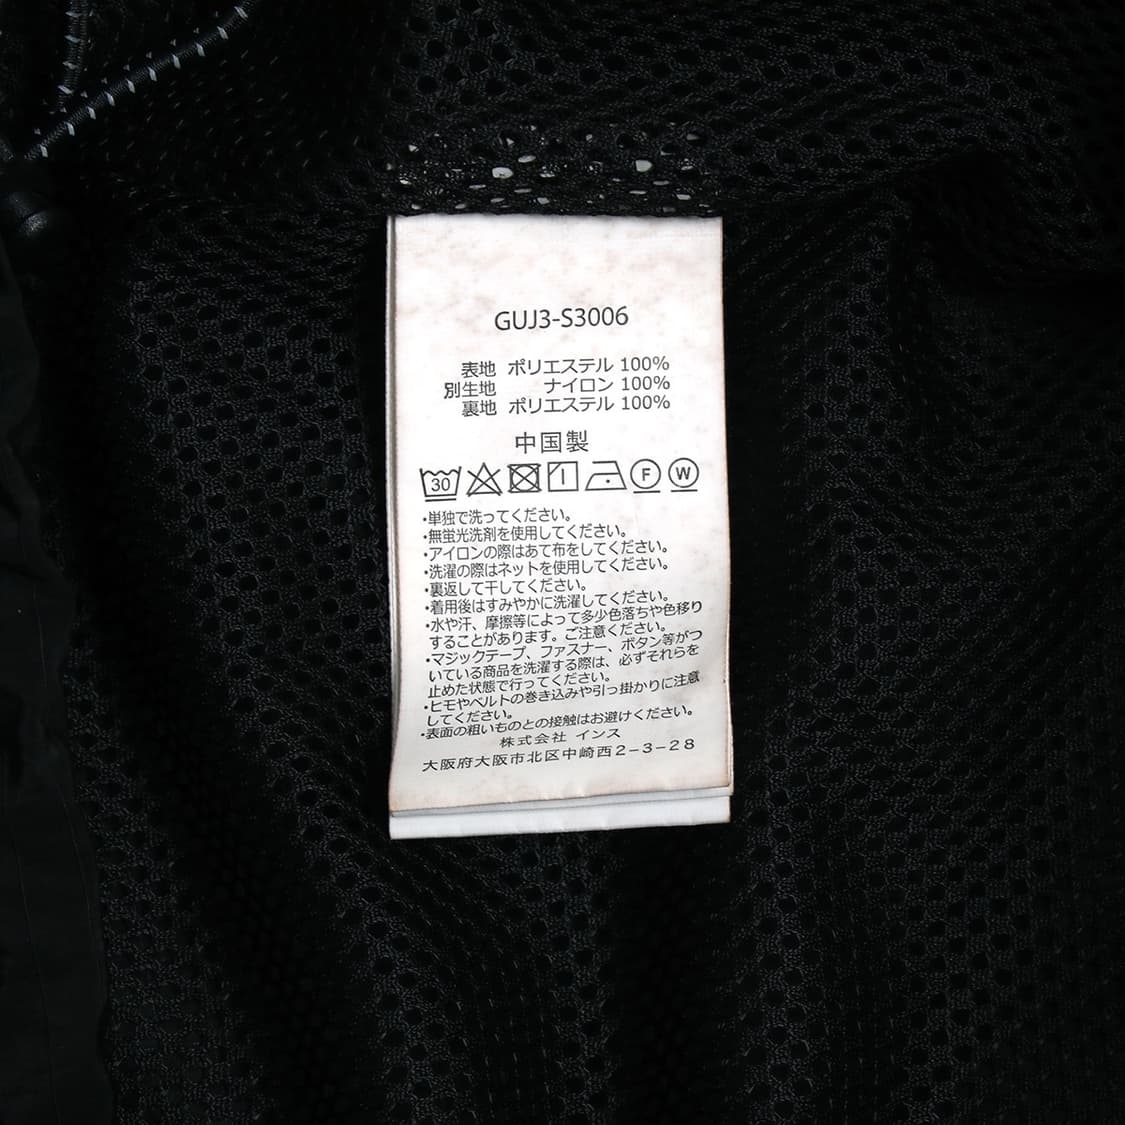 GUJ3-S3006
表地 ポリエステル 100%
別生地 ナイロン 100%
裏地 ポリエステル 100%
中国製
30 F W
・単独で洗ってください。
・無蛍光洗剤を使用してください。
・アイロンの際はあて布をしてください。
・洗濯の際はネットを使用してください。
・裏返して干してください。
・着用後はすみやかに洗濯してください。
・水や汗、摩擦等によって多少色落ちや色移り
することがあります。ご注意ください。
・マジックテープ、ファスナー、ボタン等がつ
いている商品を洗濯する際は、必ずそれらを
止めた状態で行ってください。
・ヒモやベルトの巻き込みや引っ掛かりに注意
してください。
・表面の粗いものとの接触はお避けください。
株式会社 インス
大阪府大阪市北区中崎西2-3-28